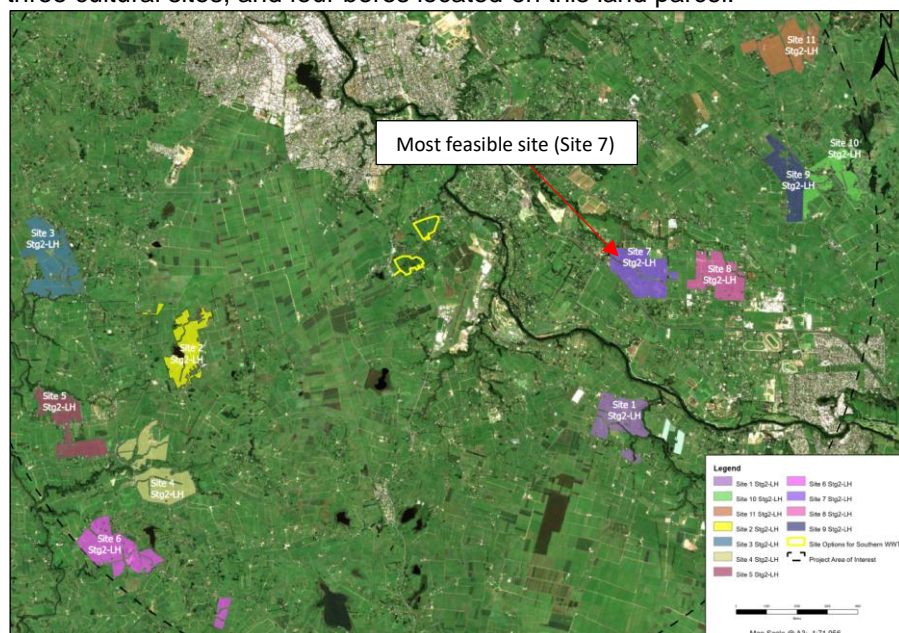 three cultural sites, and four bores located on this land parcel.
Site 11
Stg2-LH
N
Most feasible site (Site 7)
Site 10
Stg2-LH
Site 9
Stg2-LH
Site 3
Stg2-LH
Site 7
Stg2-LH
Site 8
Stg2-LH
Site 2
Stg2-LH
Site 5
Stg2-LH
Site 1
Stg2-LH
Site 4
Stg2-LH
Site 6
Stg2-LH
Legend
Site 1 Stg2-LH
Site 10 Stg2-LH
Site 11 Stg2-LH
Site 2 Stg2-LH
Site 3 Stg2-LH
Site 4 Stg2-LH
Site 5 Stg2-LH
Site 6 Stg2-LH
Site 7 Stg2-LH
Site 8 Stg2-LH
Site 9 Stg2-LH
Site Options for Southern WWT
Project Area of Interest